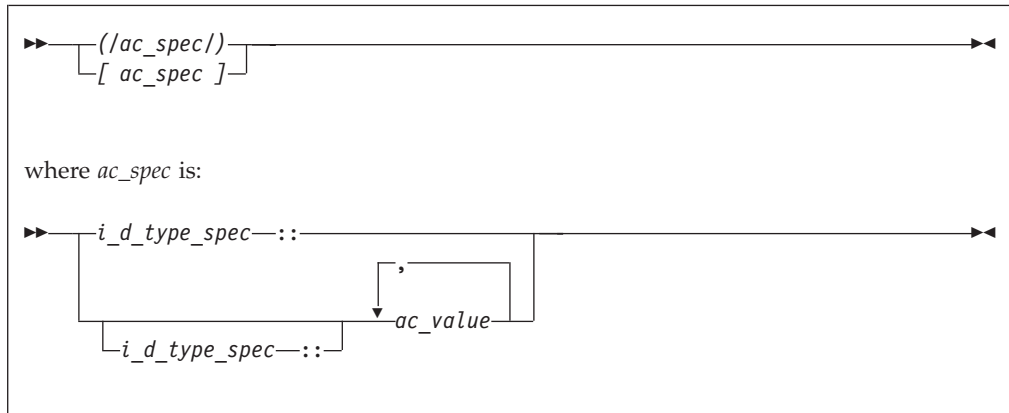 (/ac_spec/)
[ ac_spec ]
where ac_spec is:
i_d_type_spec ::
,
ac_value
i_d_type_spec ::